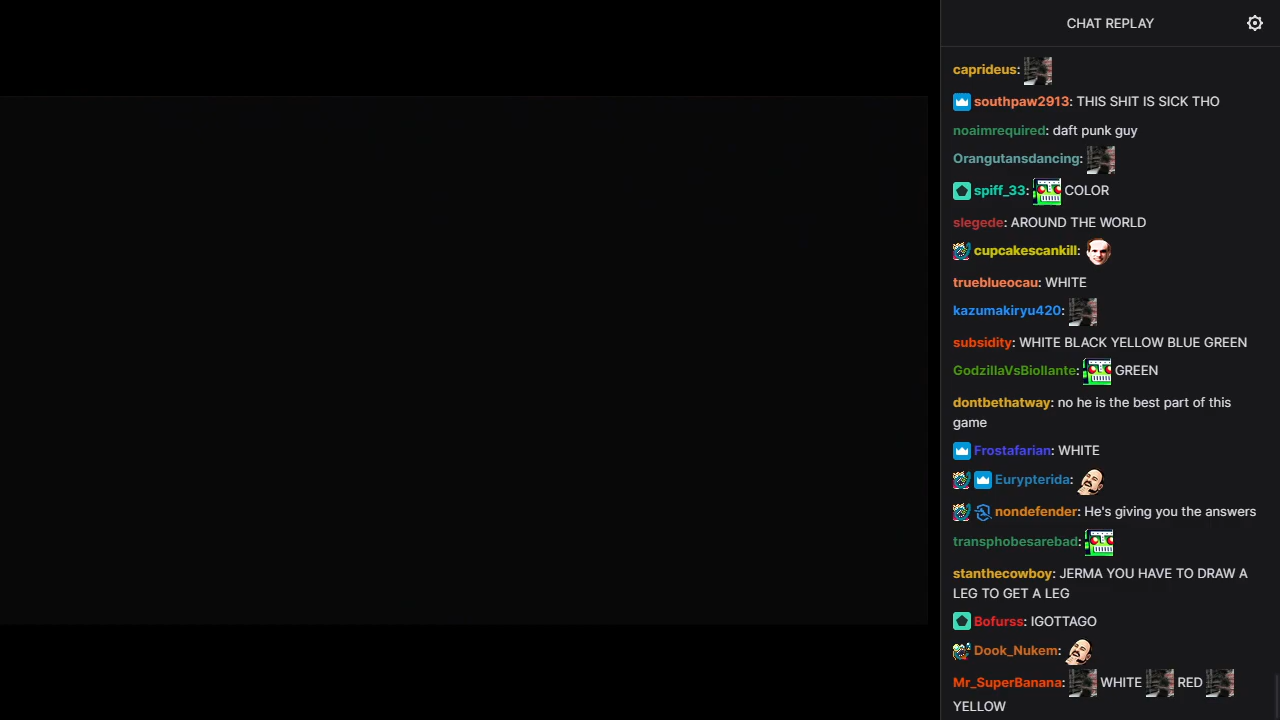 CHAT REPLAY
caprideus:
southpaw2913: THIS SHIT IS SICK THO
noaimrequired: daft punk guy
Orangutansdancing:
spiff_33: COLOR
slegede: AROUND THE WORLD
cupcakescankill:
trueblueocau: WHITE
kazumakiryu420:
subsidity: WHITE BLACK YELLOW BLUE GREEN
GodzillaVsBiollante: GREEN
dontbethatway: no he is the best part of this
game
Frostafarian: WHITE
Eurypterida:
nondefender: He's giving you the answers
transphobesarebad:
stanthecowboy: JERMA YOU HAVE TO DRAW A
LEG TO GET A LEG
Bofurss: IGOTTAGO
Dook_Nukem:
Mr_SuperBanana: WHITE RED
YELLOW